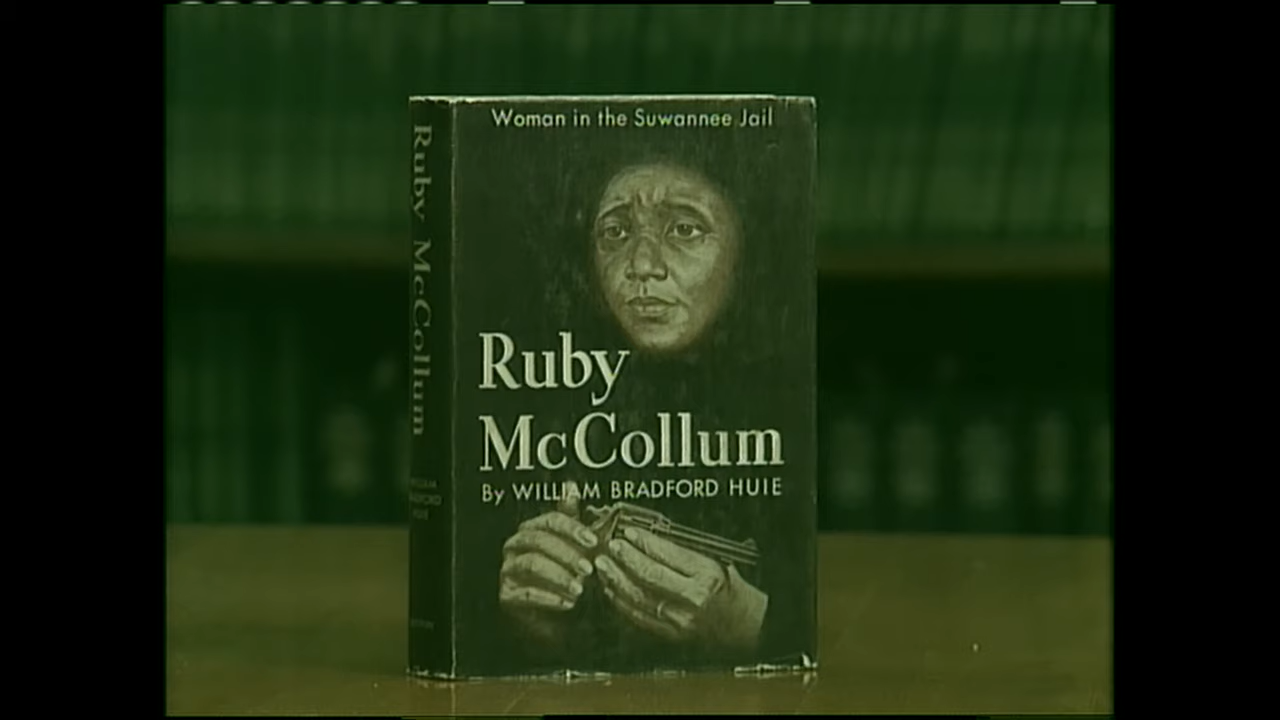 Woman in the Suwannee Jail
Ruby
McCollum
By WILLIAM BRADFORD HUIE
Ruby McCollum
WILLIAM
BRADFORD
HUIE